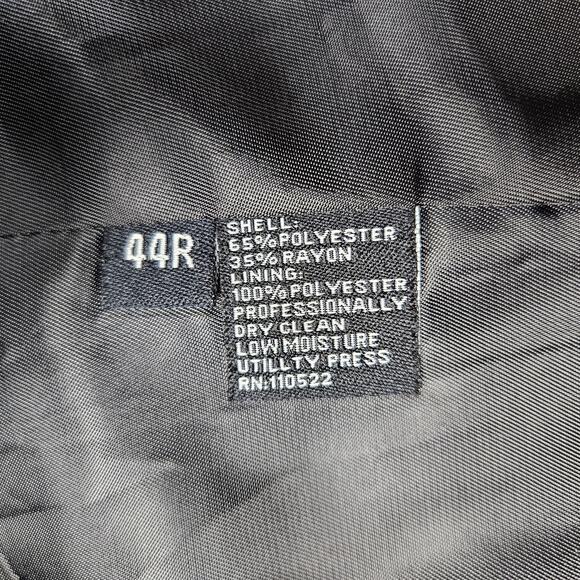 44R
SHELL:
65%POLYESTER
35% RAYON
LINING:
100%POLYESTER
PROFESSIONALLY
DRY CLEAN
LOW MOISTURE
UTILLTY PRESS
RN:110522